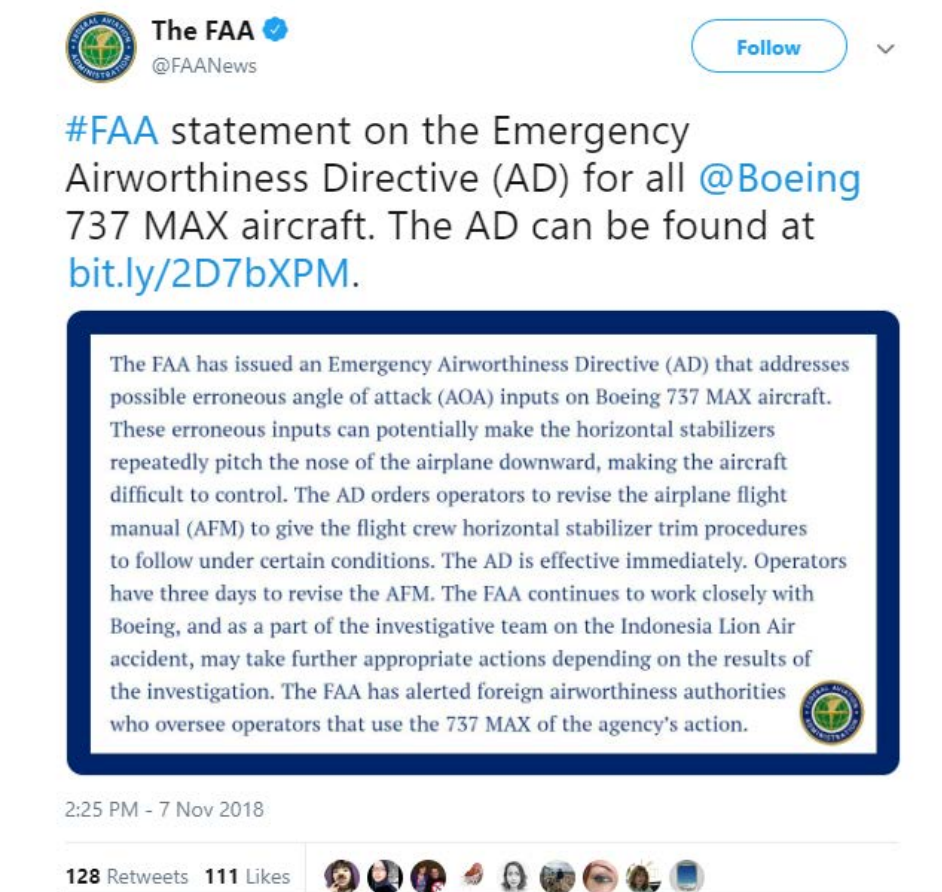 The FAA
@FAANews
Follow
#FAA statement on the Emergency
Airworthiness Directive (AD) for all @Boeing
737 MAX aircraft. The AD can be found at
bit.ly/2D7bXPM.
The FAA has issued an Emergency Airworthiness Directive (AD) that addresses
possible erroneous angle of attack (AOA) inputs on Boeing 737 MAX aircraft.
These erroneous inputs can potentially make the horizontal stabilizers
repeatedly pitch the nose of the airplane downward, making the aircraft
difficult to control. The AD orders operators to revise the airplane flight
manual (AFM) to give the flight crew horizontal stabilizer trim procedures
to follow under certain conditions. The AD is effective immediately. Operators
have three days to revise the AFM. The FAA continues to work closely with
Boeing, and as a part of the investigative team on the Indonesia Lion Air
accident, may take further appropriate actions depending on the results of
the investigation. The FAA has alerted foreign airworthiness authorities
who oversee operators that use the 737 MAX of the agency's action.
FEDERAL AVIATION
ADMINISTRATION
2:25 PM - 7 Nov 2018
128 Retweets 111 Likes